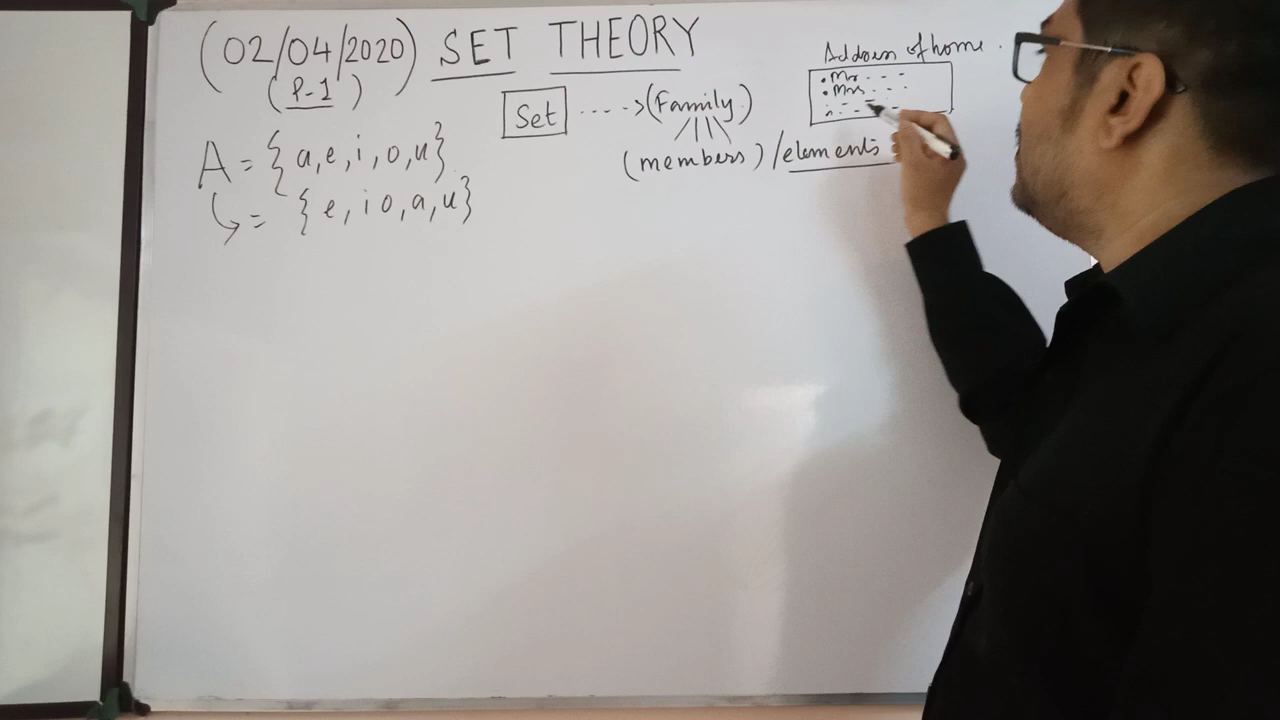 (02/04/2020) SET THEORY
(P-1)
Address of home.
• Mr. - - -
• Mrs. - - -
Set ----> (Family)
(members) / elements
A = {a, e, i, o, u}
= {e, i o, a, u}